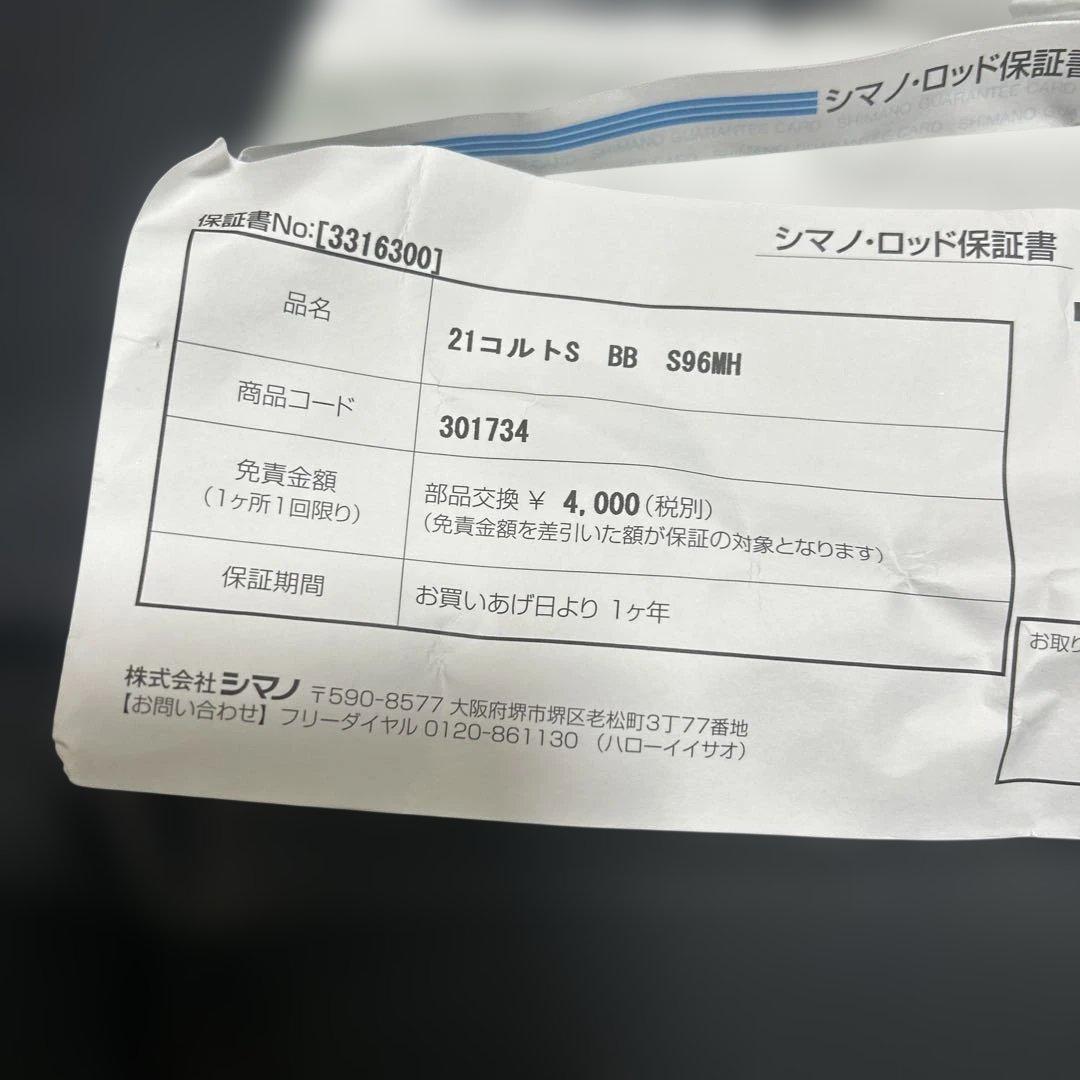 シマノ・ロッド保証書
SHIMANO GUARANTEE CARD
保証書No:[3316300]
シマノ・ロッド保証書
品名
21コルトS BB S96MH
商品コード
301734
免責金額
(1ヶ所1回限り)
部品交換 ¥ 4,000(税別)
(免責金額を差引いた額が保証の対象となります)
保証期間
お買いあげ日より 1ヶ年
お取り
株式会社シマノ 〒590-8577 大阪府堺市堺区老松町3丁77番地
【お問い合わせ】フリーダイヤル 0120-861130 (ハローイイサオ)